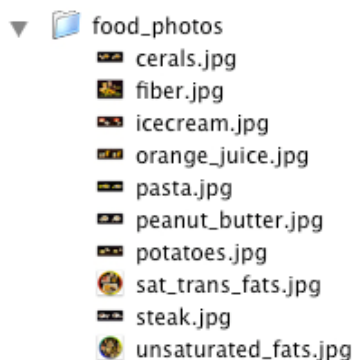 food_photos
cerals.jpg
fiber.jpg
icecream.jpg
orange_juice.jpg
pasta.jpg
peanut_butter.jpg
potatoes.jpg
sat_trans_fats.jpg
steak.jpg
unsaturated_fats.jpg